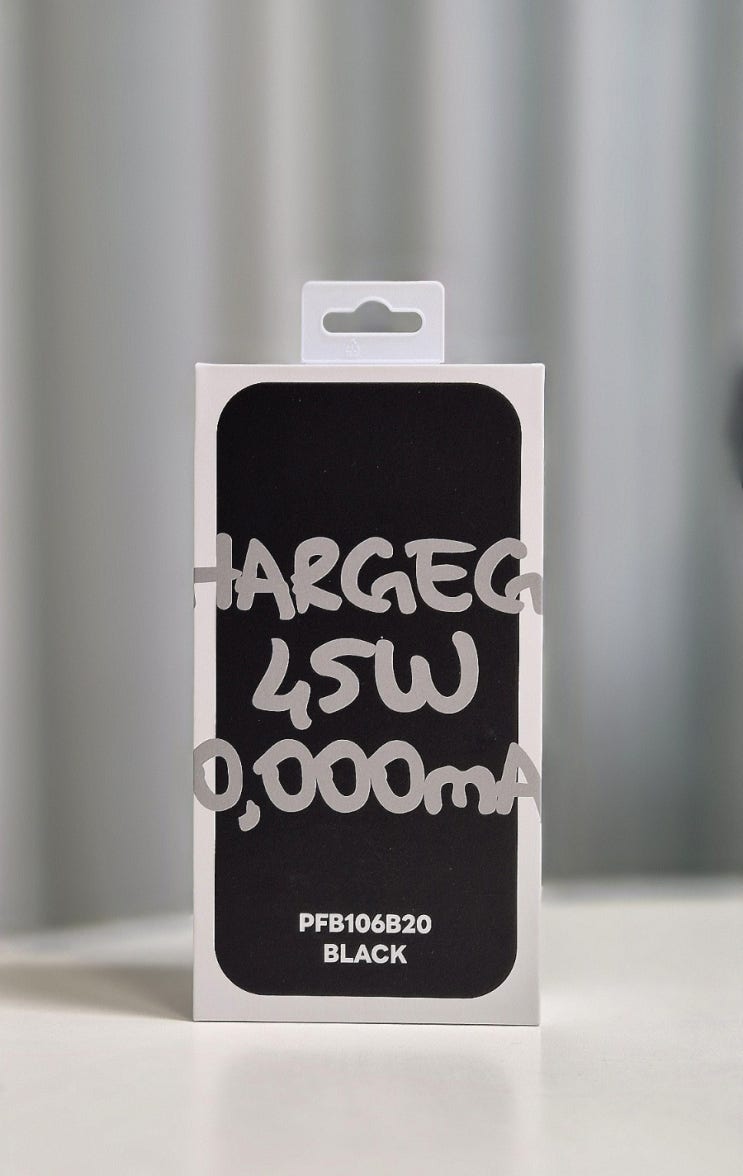 HARGEG
45W
0,000mA
PFB106B20
BLACK